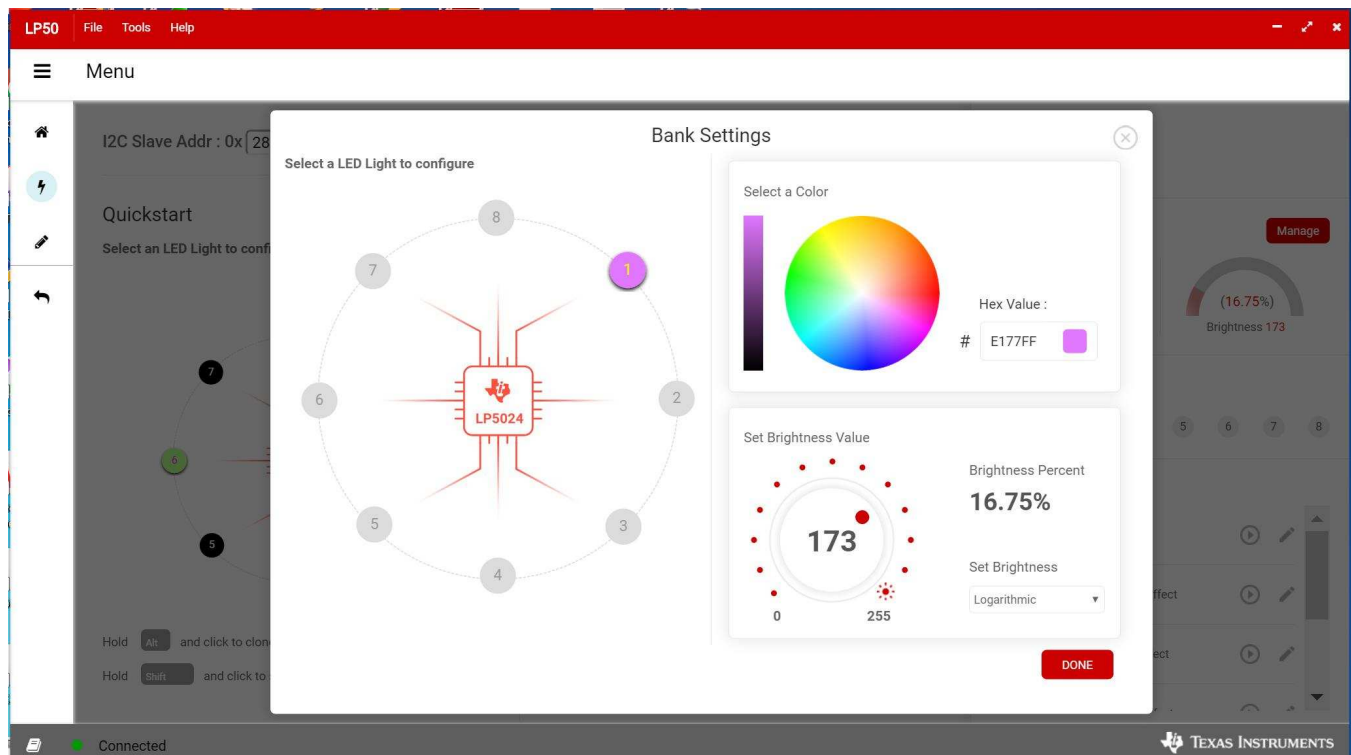 LP50 File Tools Help
Menu
I2C Slave Addr : 0x 28
Quickstart
Select an LED Light to confi
7
6
5
Hold Alt and click to clon
Hold Shift and click to
Bank Settings
Select a LED Light to configure
8
7
1
6
2
LP5024
5
3
4
Select a Color
Hex Value :
# E177FF
Set Brightness Value
173
0 255
Brightness Percent
16.75%
Set Brightness
Logarithmic
DONE
Manage
(16.75%)
Brightness 173
5 6 7 8
ffect
ect
Connected
TEXAS INSTRUMENTS